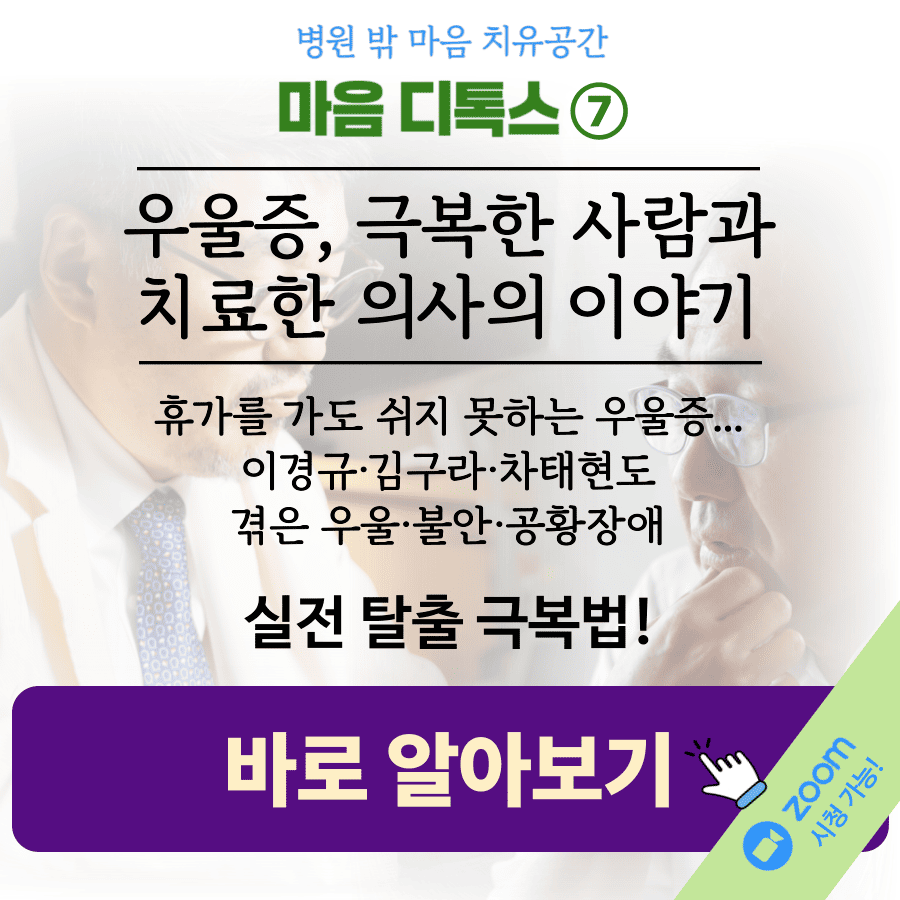 병원 밖 마음 치유공간
마음 디톡스 ⑦
우울증, 극복한 사람과
치료한 의사의 이야기
휴가를 가도 쉬지 못하는 우울증...
이경규·김구라·차태현도
겪은 우울·불안·공황장애
실전 탈출 극복법!
바로 알아보기
zoom
시청 가능!